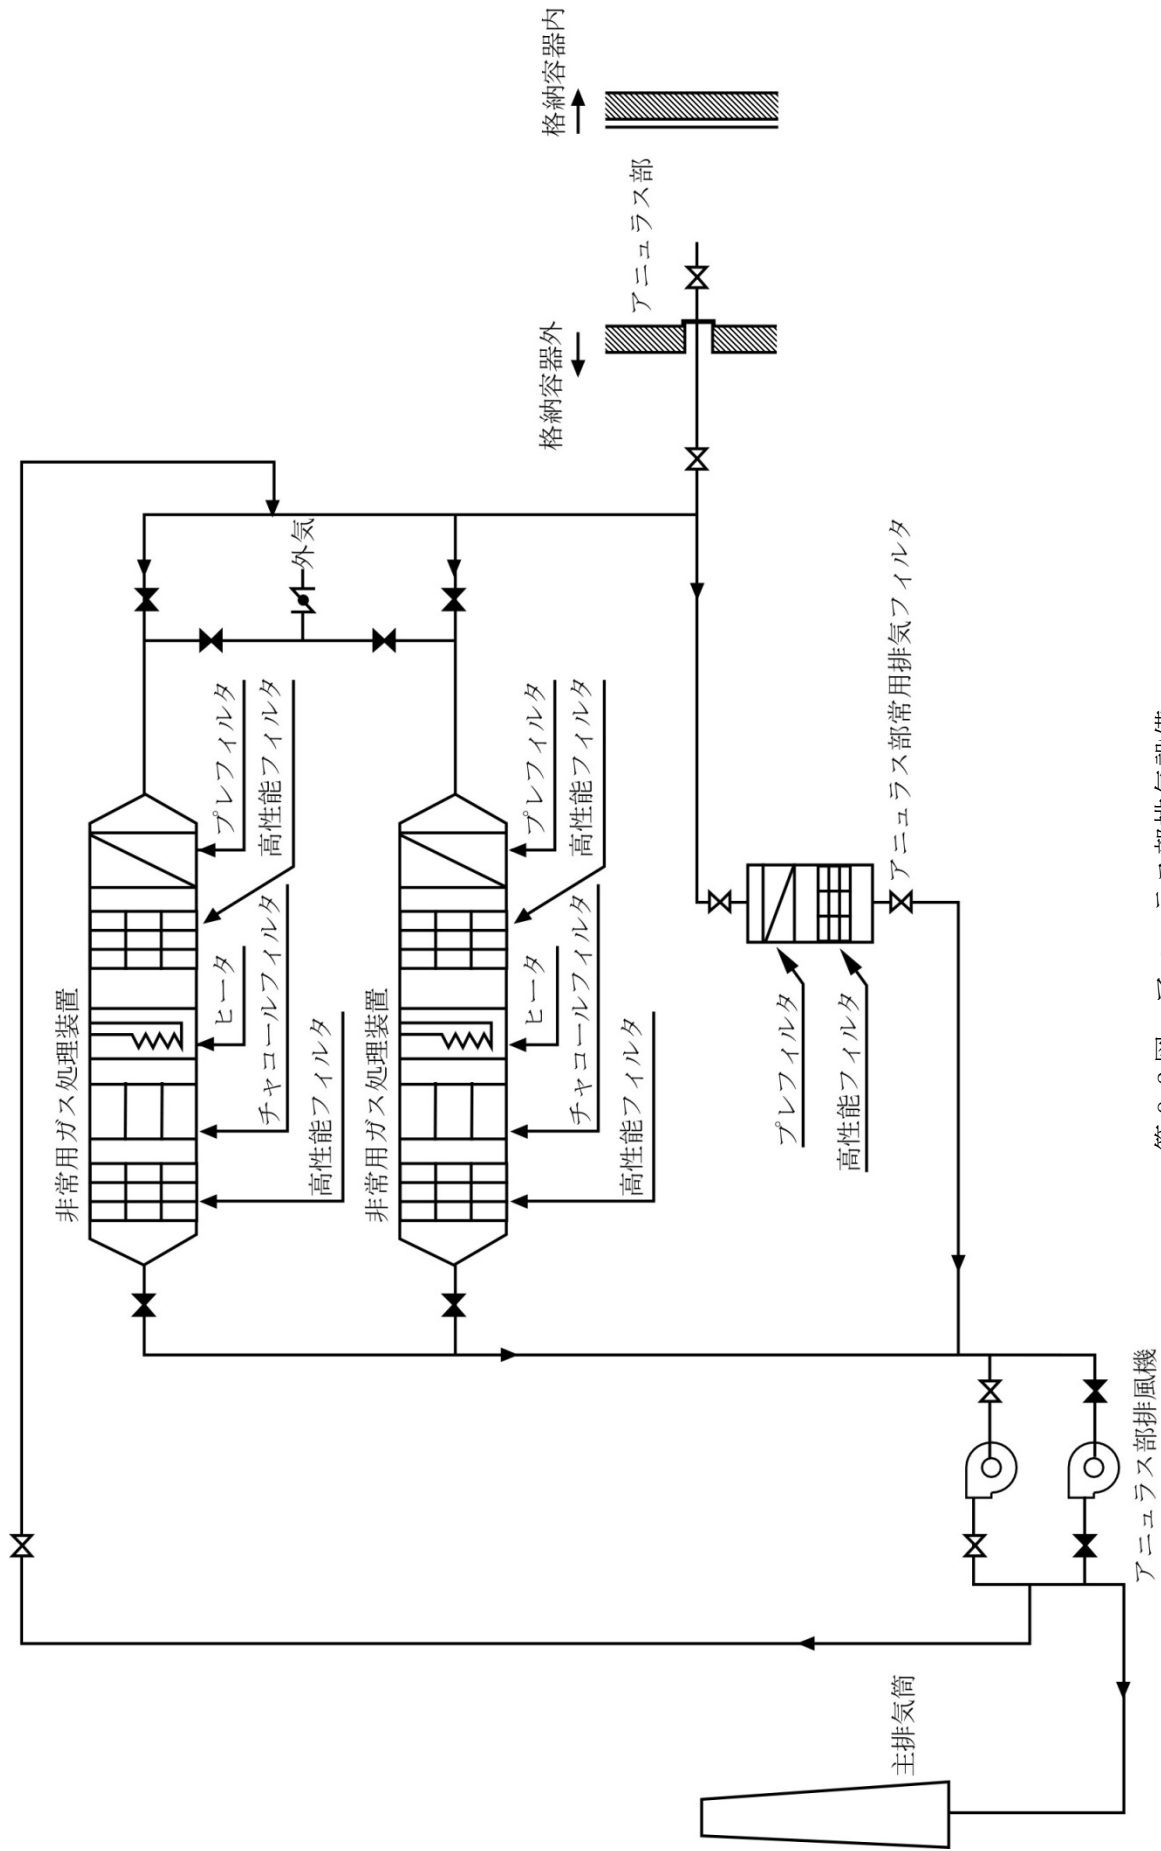 格納容器内
アニュラス部
格納容器外
外気
アニュラス部常用排気フィルタ
プレフィルタ
高性能フィルタ
チャコールフィルタ
ヒータ
高性能フィルタ
非常用ガス処理装置
プレフィルタ
高性能フィルタ
チャコールフィルタ
ヒータ
高性能フィルタ
非常用ガス処理装置
プレフィルタ
高性能フィルタ
アニュラス部排風機
主排気筒